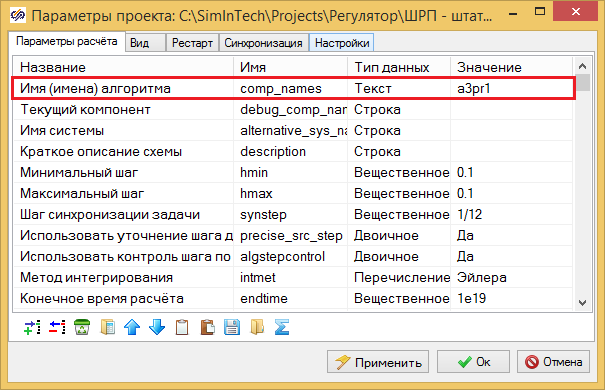 Параметры проекта: C:\SimInTech\Projects\Регулятор\ШРП - штат...
Параметры расчёта Вид Рестарт Синхронизация Настройки
Название Имя Тип данных Значение
Имя (имена) алгоритма comp_names Текст a3pr1
Текущий компонент debug_comp_nan Строка
Имя системы alternative_sys_na Строка
Краткое описание схемы description Строка
Минимальный шаг hmin Вещественное 0.1
Максимальный шаг hmax Вещественное 0.1
Шаг синхронизации задачи synstep Вещественное 1/12
Использовать уточнение шага д precise_src_step Двоичное Да
Использовать контроль шага по algstepcontrol Двоичное Да
Метод интегрирования intmet Перечисление Эйлера
Конечное время расчёта endtime Вещественное 1e19
Применить Ok Отмена